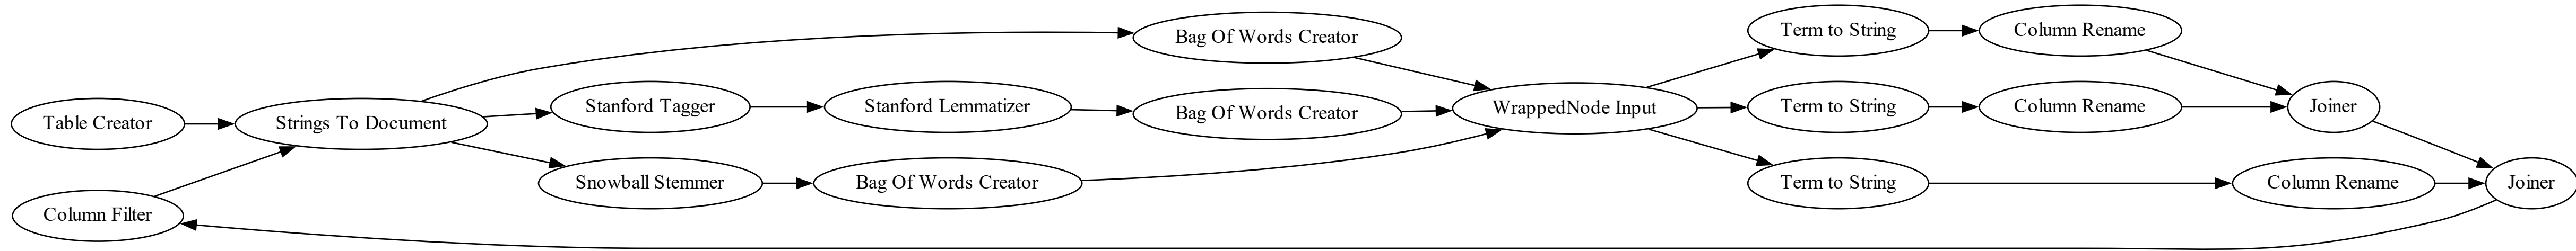 Table Creator
Strings To Document
Column Filter
Bag Of Words Creator
Stanford Tagger
Stanford Lemmatizer
Bag Of Words Creator
Snowball Stemmer
Bag Of Words Creator
WrappedNode Input
Term to String
Column Rename
Term to String
Column Rename
Joiner
Term to String
Column Rename
Joiner